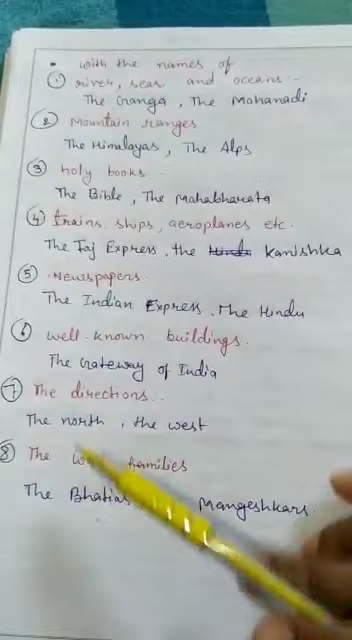 • with the names of
① river, seas and oceans:-
The Ganga, The Mahanadi
② Mountain ranges
The Himalayas, The Alps
③ holy books.
The Bible, The Mahabharata
④ trains, ships, aeroplanes etc.
The Taj Express, the Kanishka
⑤ Newspapers.
The Indian Express, The Hindu
⑥ well-known buildings.
The Gateway of India
⑦ The directions:-
The north, the west
⑧ The families
The Bhatias Mangeshkars.